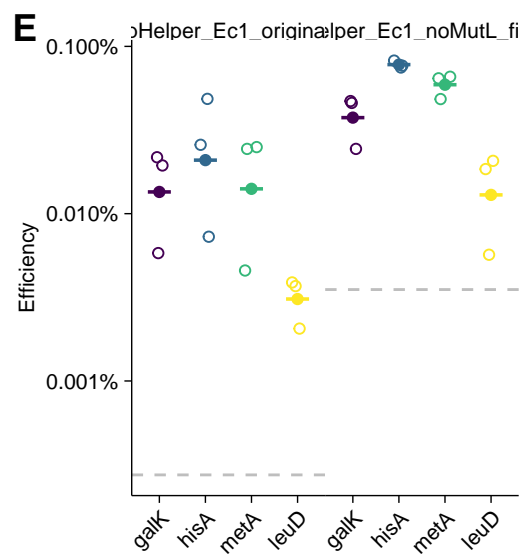 E
oHelper_Ec1_origina
elper_Ec1_noMutL_fi
0.100%
0.010%
0.001%
Efficiency
galK
hisA
metA
leuD
galK
hisA
metA
leuD